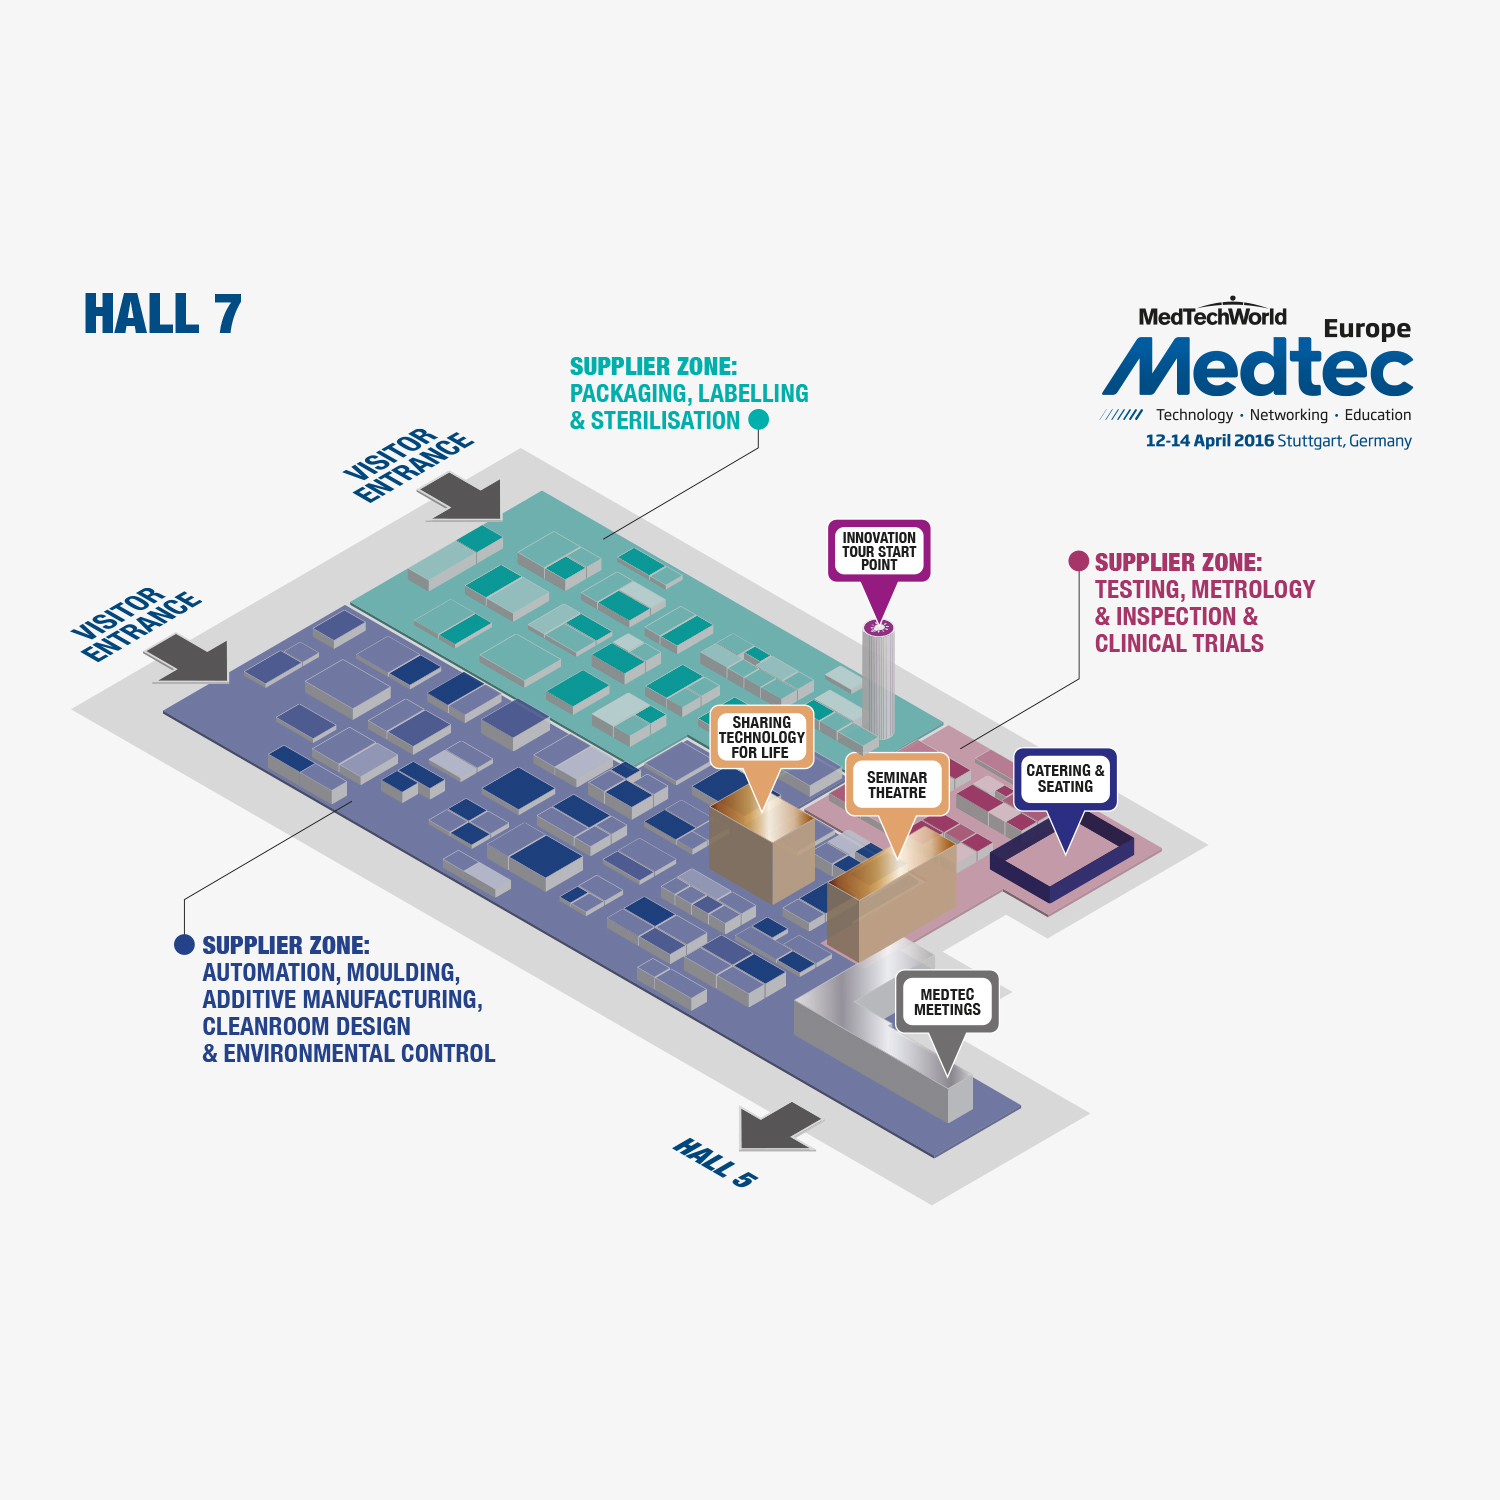 HALL 7
MedTechWorld
Europe
Medtec
Technology · Networking · Education
12-14 April 2016 Stuttgart, Germany
SUPPLIER ZONE:
PACKAGING, LABELLING
& STERILISATION
VISITOR
ENTRANCE
VISITOR
ENTRANCE
INNOVATION
TOUR START
POINT
SUPPLIER ZONE:
TESTING, METROLOGY
& INSPECTION &
CLINICAL TRIALS
SHARING
TECHNOLOGY
FOR LIFE
SEMINAR
THEATRE
CATERING &
SEATING
SUPPLIER ZONE:
AUTOMATION, MOULDING,
ADDITIVE MANUFACTURING,
CLEANROOM DESIGN
& ENVIRONMENTAL CONTROL
MEDTEC
MEETINGS
HALL 5